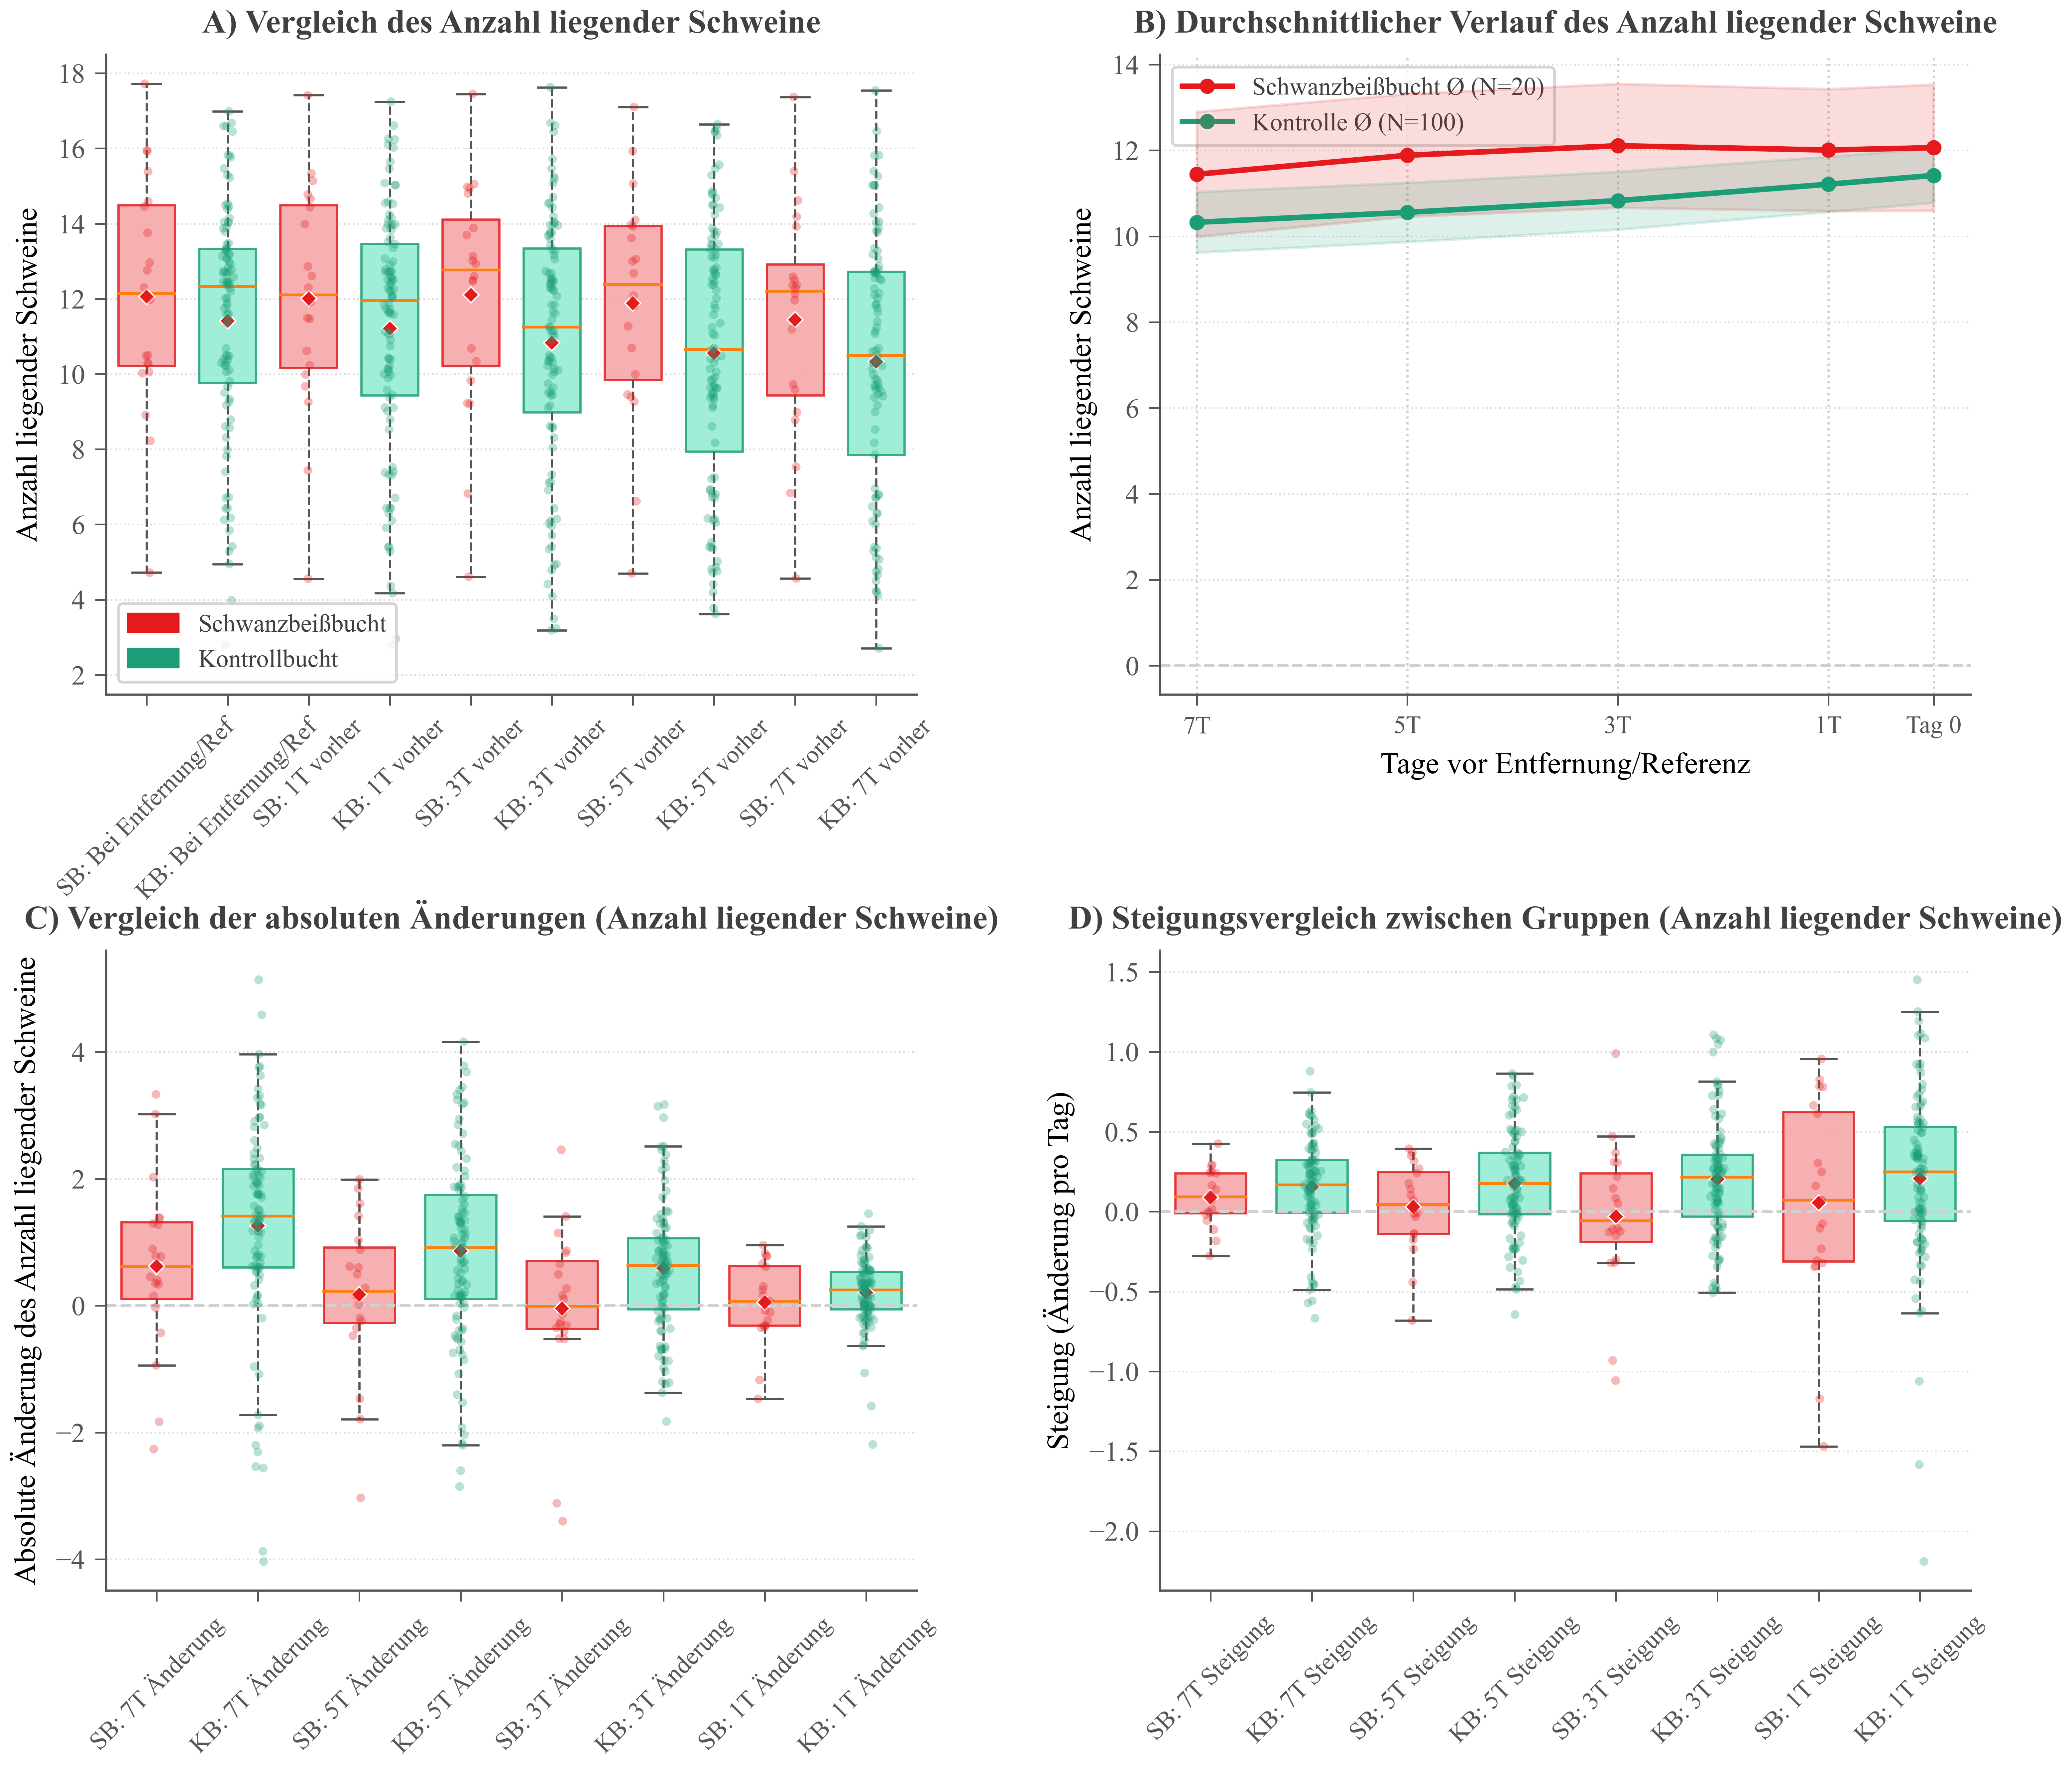 A) Vergleich des Anzahl liegender Schweine
Anzahl liegender Schweine
18
16
14
12
10
8
6
4
2
Schwanzbeißbucht
Kontrollbucht
SB: Bei Entfernung/Ref
KB: Bei Entfernung/Ref
SB: 1T vorher
KB: 1T vorher
SB: 3T vorher
KB: 3T vorher
SB: 5T vorher
KB: 5T vorher
SB: 7T vorher
KB: 7T vorher
B) Durchschnittlicher Verlauf des Anzahl liegender Schweine
Anzahl liegender Schweine
14
12
10
8
6
4
2
0
Schwanzbeißbucht Ø (N=20)
Kontrolle Ø (N=100)
7T
5T
3T
1T
Tag 0
Tage vor Entfernung/Referenz
C) Vergleich der absoluten Änderungen (Anzahl liegender Schweine)
Absolute Änderung des Anzahl liegender Schweine
4
2
0
−2
−4
SB: 7T Änderung
KB: 7T Änderung
SB: 5T Änderung
KB: 5T Änderung
SB: 3T Änderung
KB: 3T Änderung
SB: 1T Änderung
KB: 1T Änderung
D) Steigungsvergleich zwischen Gruppen (Anzahl liegender Schweine)
Steigung (Änderung pro Tag)
1.5
1.0
0.5
0.0
−0.5
−1.0
−1.5
−2.0
SB: 7T Steigung
KB: 7T Steigung
SB: 5T Steigung
KB: 5T Steigung
SB: 3T Steigung
KB: 3T Steigung
SB: 1T Steigung
KB: 1T Steigung